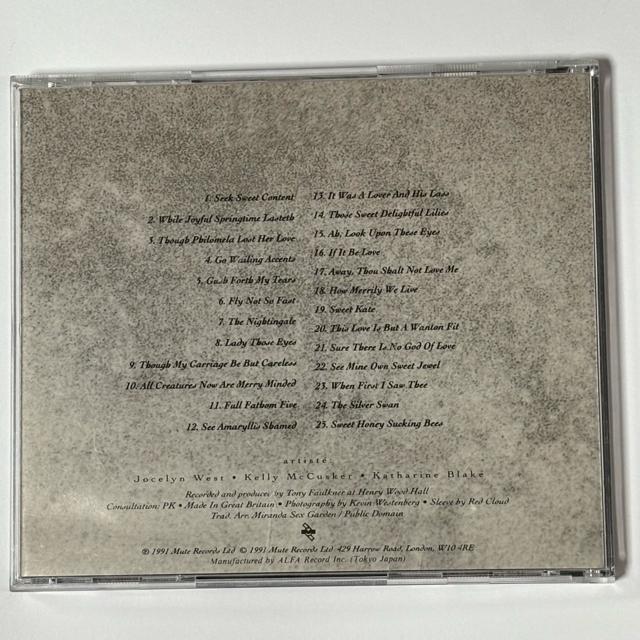 1. Seek Sweet Content
2. While Joyful Springtime Lasteth
3. Though Philomela Lost Her Love
4. Go Wailing Accents
5. Gush Forth My Tears
6. Fly Not So Fast
7. The Nightingale
8. Lady Those Eyes
9. Though My Carriage Be But Careless
10. All Creatures Now Are Merry Minded
11. Full Fathom Five
12. See Amaryllis Shamed
13. It Was A Lover And His Lass
14. Those Sweet Delightful Lilies
15. Ah, Look Upon These Eyes
16. If It Be Love
17. Away, Thou Shalt Not Love Me
18. How Merrily We Live
19. Sweet Kate
20. This Love Is But A Wanton Fit
21. Sure There Is No God Of Love
22. See Mine Own Sweet Jewel
23. When First I Saw Thee
24. The Silver Swan
25. Sweet Honey Sucking Bees
artiste
Jocelyn West • Kelly McCusker • Katharine Blake
Recorded and produced by Tony Faulkner at Henry Wood Hall
Consultation: PK • Made In Great Britain • Photography by Kevin Westenberg • Sleeve by Red Cloud
Trad. Arr. Miranda Sex Garden / Public Domain
℗ 1991 Mute Records Ltd © 1991 Mute Records Ltd 429 Harrow Road, London, W10 4RE
Manufactured by ALFA Record Inc. (Tokyo Japan)